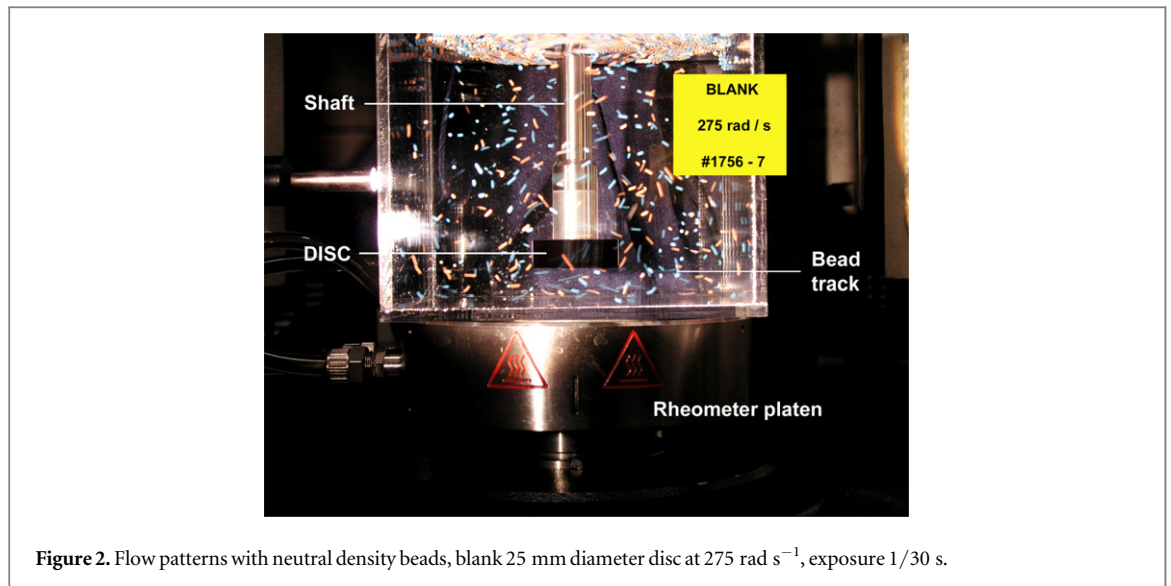 Shaft
BLANK
275 rad / s
#1756 - 7
DISC
Bead
track
Rheometer platen
Figure 2. Flow patterns with neutral density beads, blank 25 mm diameter disc at 275 rad s⁻¹, exposure 1/30 s.